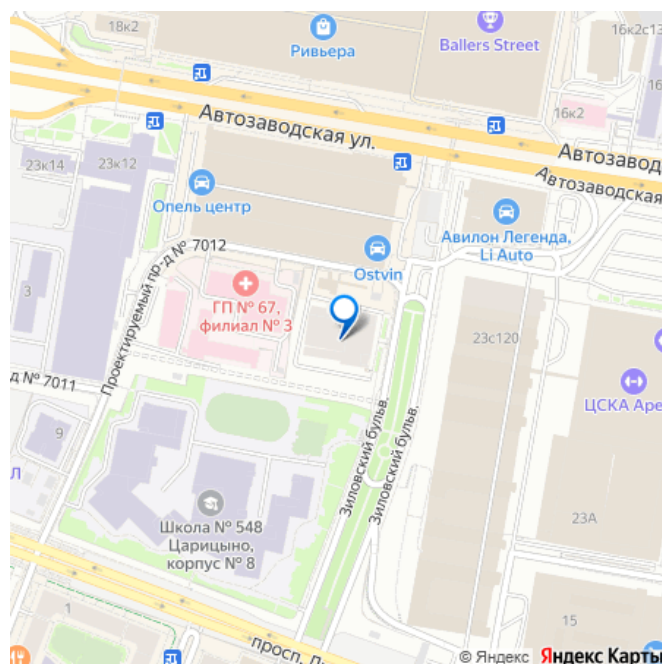 18к2
Ривьера
Ballers Street
16к2с13
16
16к2
Автозаводская ул.
Автозавод
Автозаводская
23к14
23к12
Опель центр
Авилон Легенда,
Li Auto
Ostvin
Проектируемый пр-д № 7012
3
ГП № 67,
филиал № 3
23с120
ЦСКА Аре
д № 7011
9
Л
Зиловский бульв.
Зиловский бульв.
Школа № 548
Царицыно,
корпус № 8
23А
1
15
просп. Л
© Яндекс Яндекс Карты